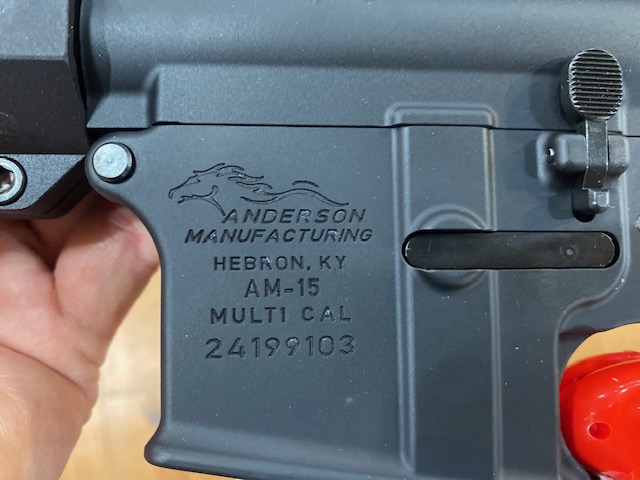 ANDERSON
MANUFACTURING
HEBRON, KY
AM-15
MULTI CAL
24199103